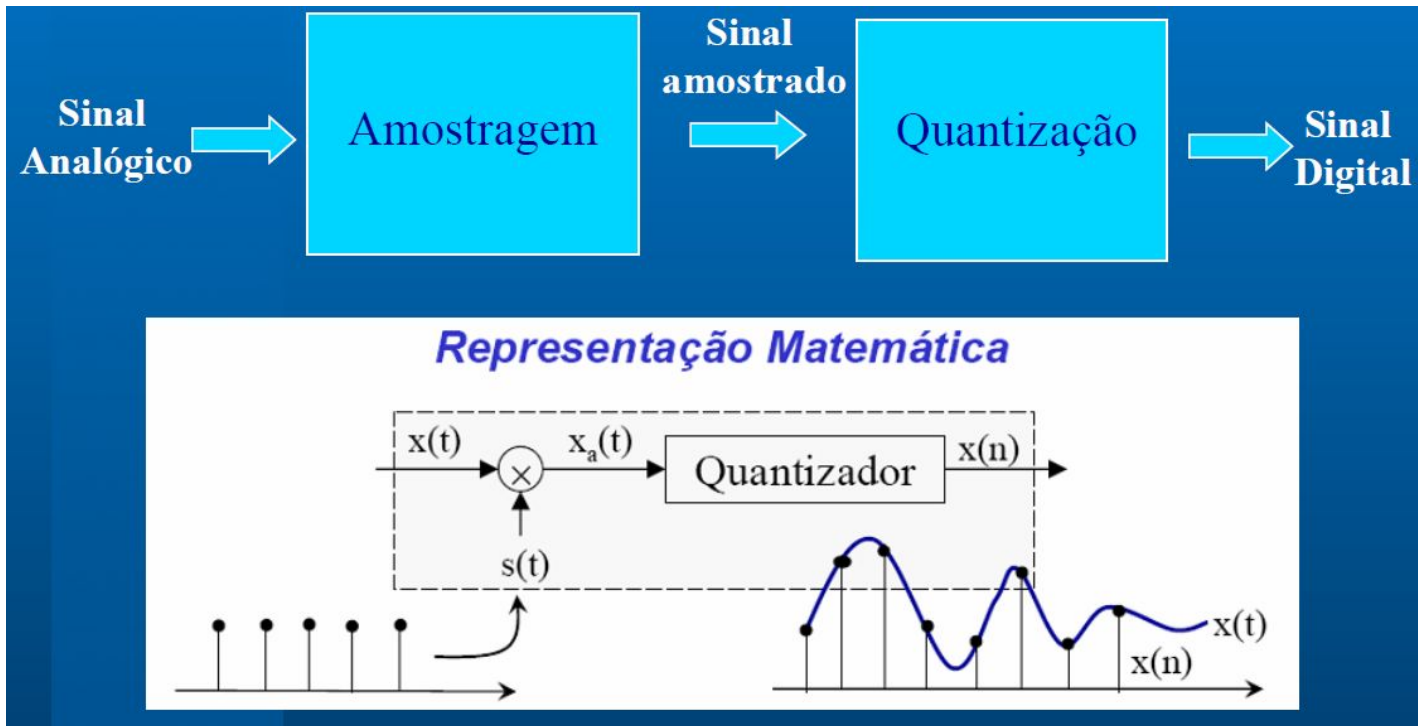 Sinal
Analógico
Amostragem
Sinal
amostrado
Quantização
Sinal
Digital
Representação Matemática
x(t)
×
xa(t)
Quantizador
x(n)
s(t)
x(t)
x(n)